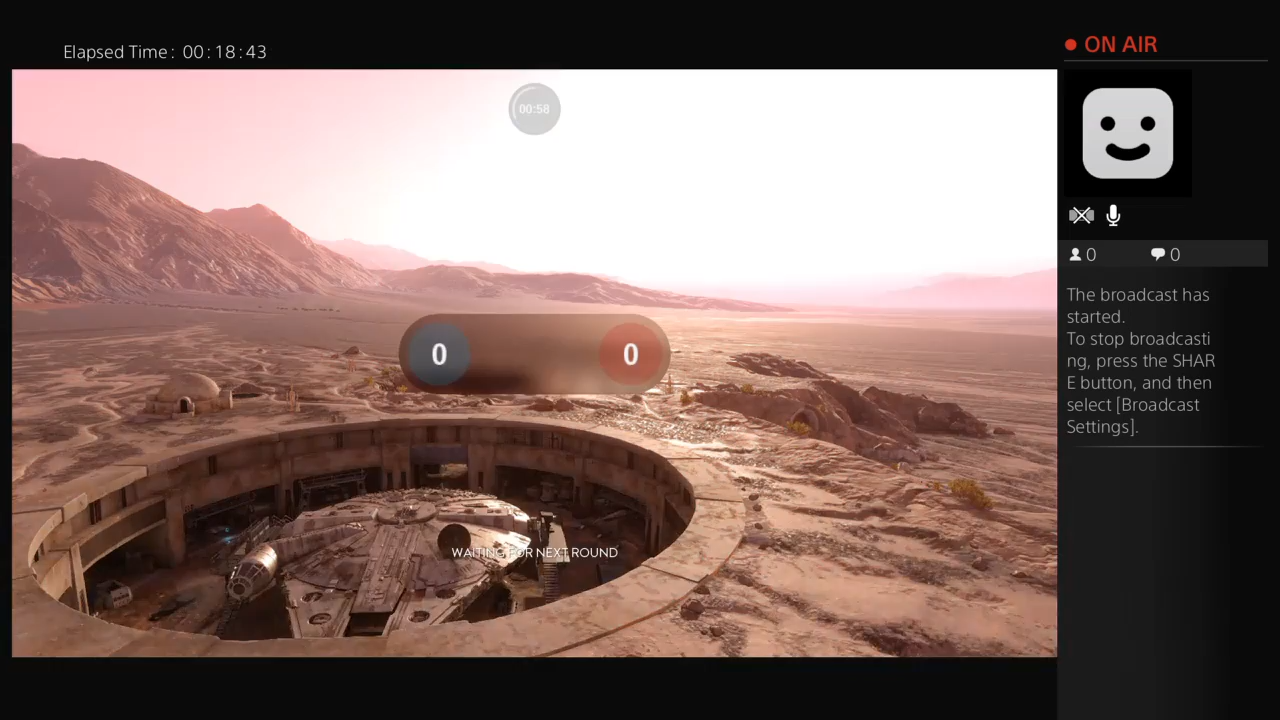 Elapsed Time: 00:18:43
ON AIR
00:58
0
0
0
0
The broadcast has
started.
To stop broadcasti
ng, press the SHAR
E button, and then
select [Broadcast
Settings].
WAITING FOR NEXT ROUND